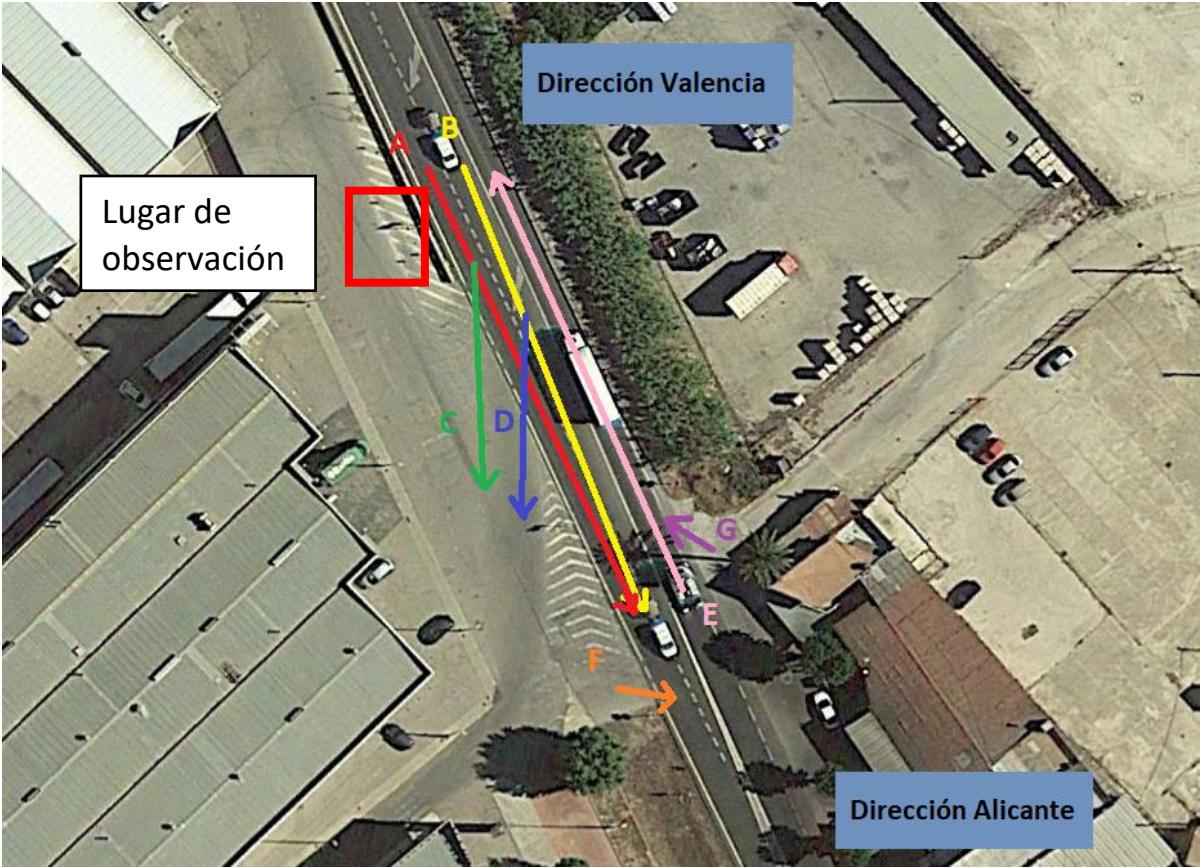 Dirección Valencia
B
A
Lugar de
observación
C
D
G
E
F
Dirección Alicante